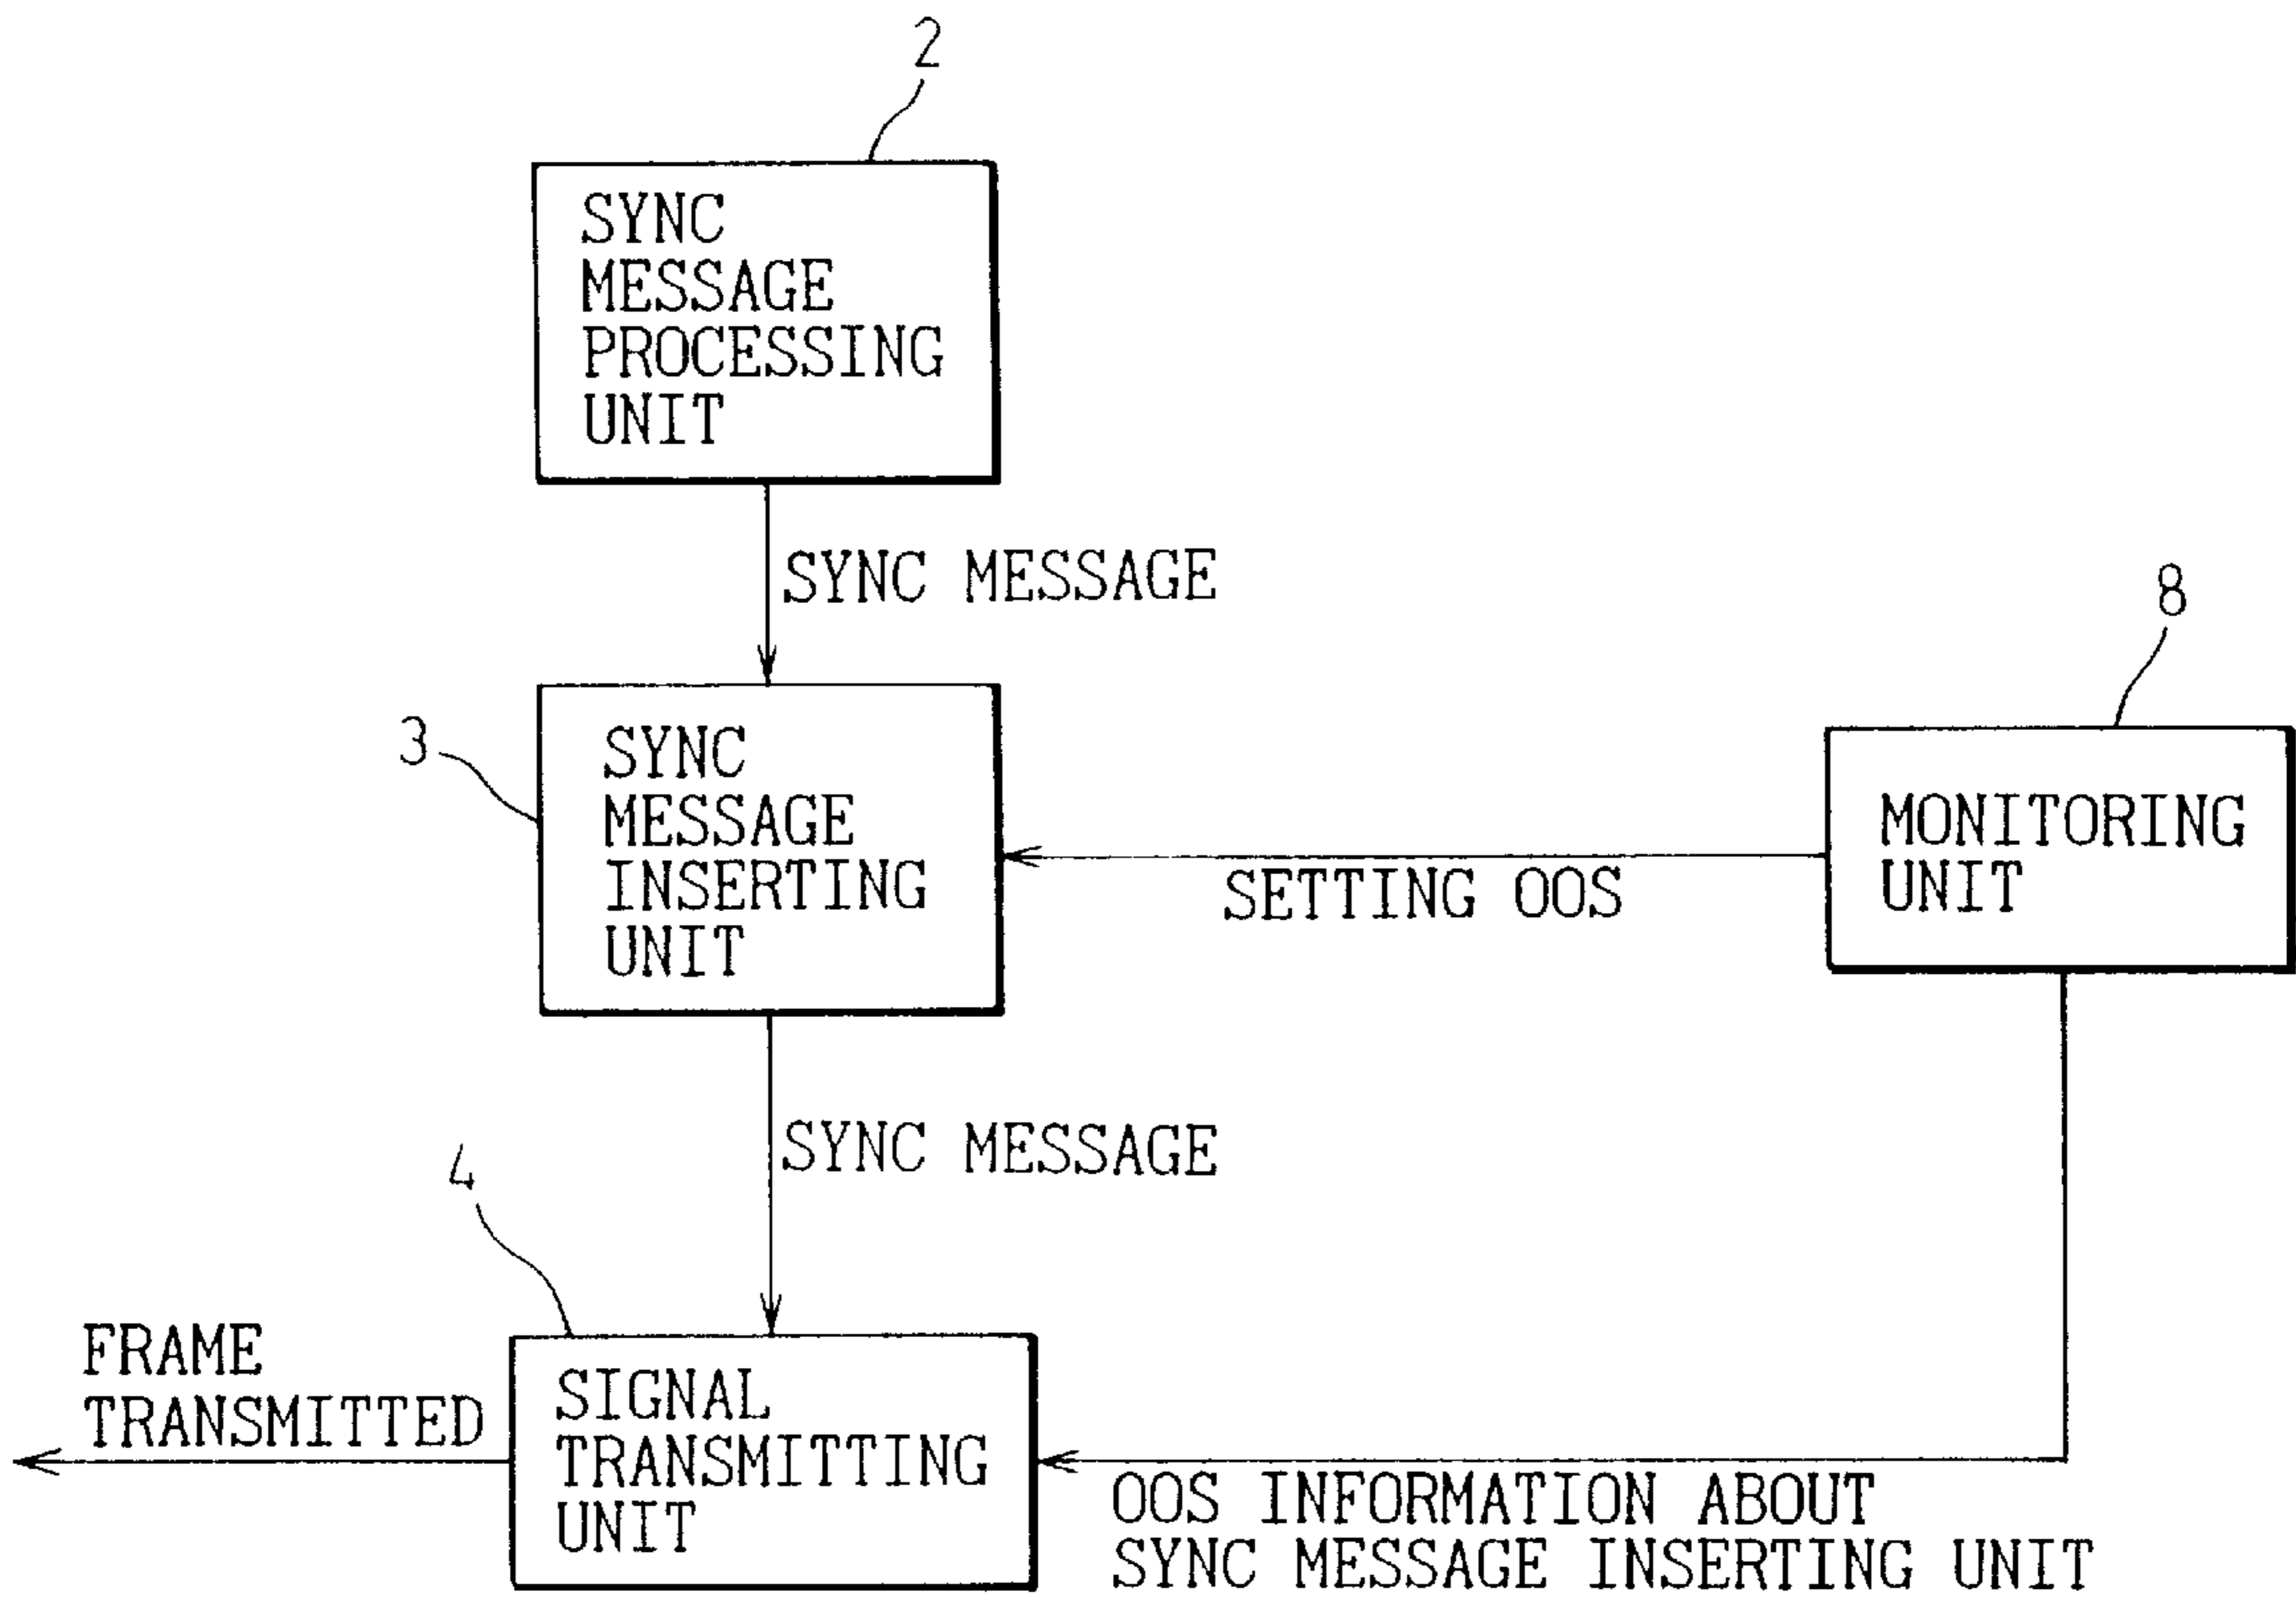 2
SYNC
MESSAGE
PROCESSING
UNIT
SYNC MESSAGE
8
3
SYNC
MESSAGE
INSERTING
UNIT
MONITORING
UNIT
SETTING OOS
SYNC MESSAGE
4
FRAME
TRANSMITTED
SIGNAL
TRANSMITTING
UNIT
OOS INFORMATION ABOUT
SYNC MESSAGE INSERTING UNIT